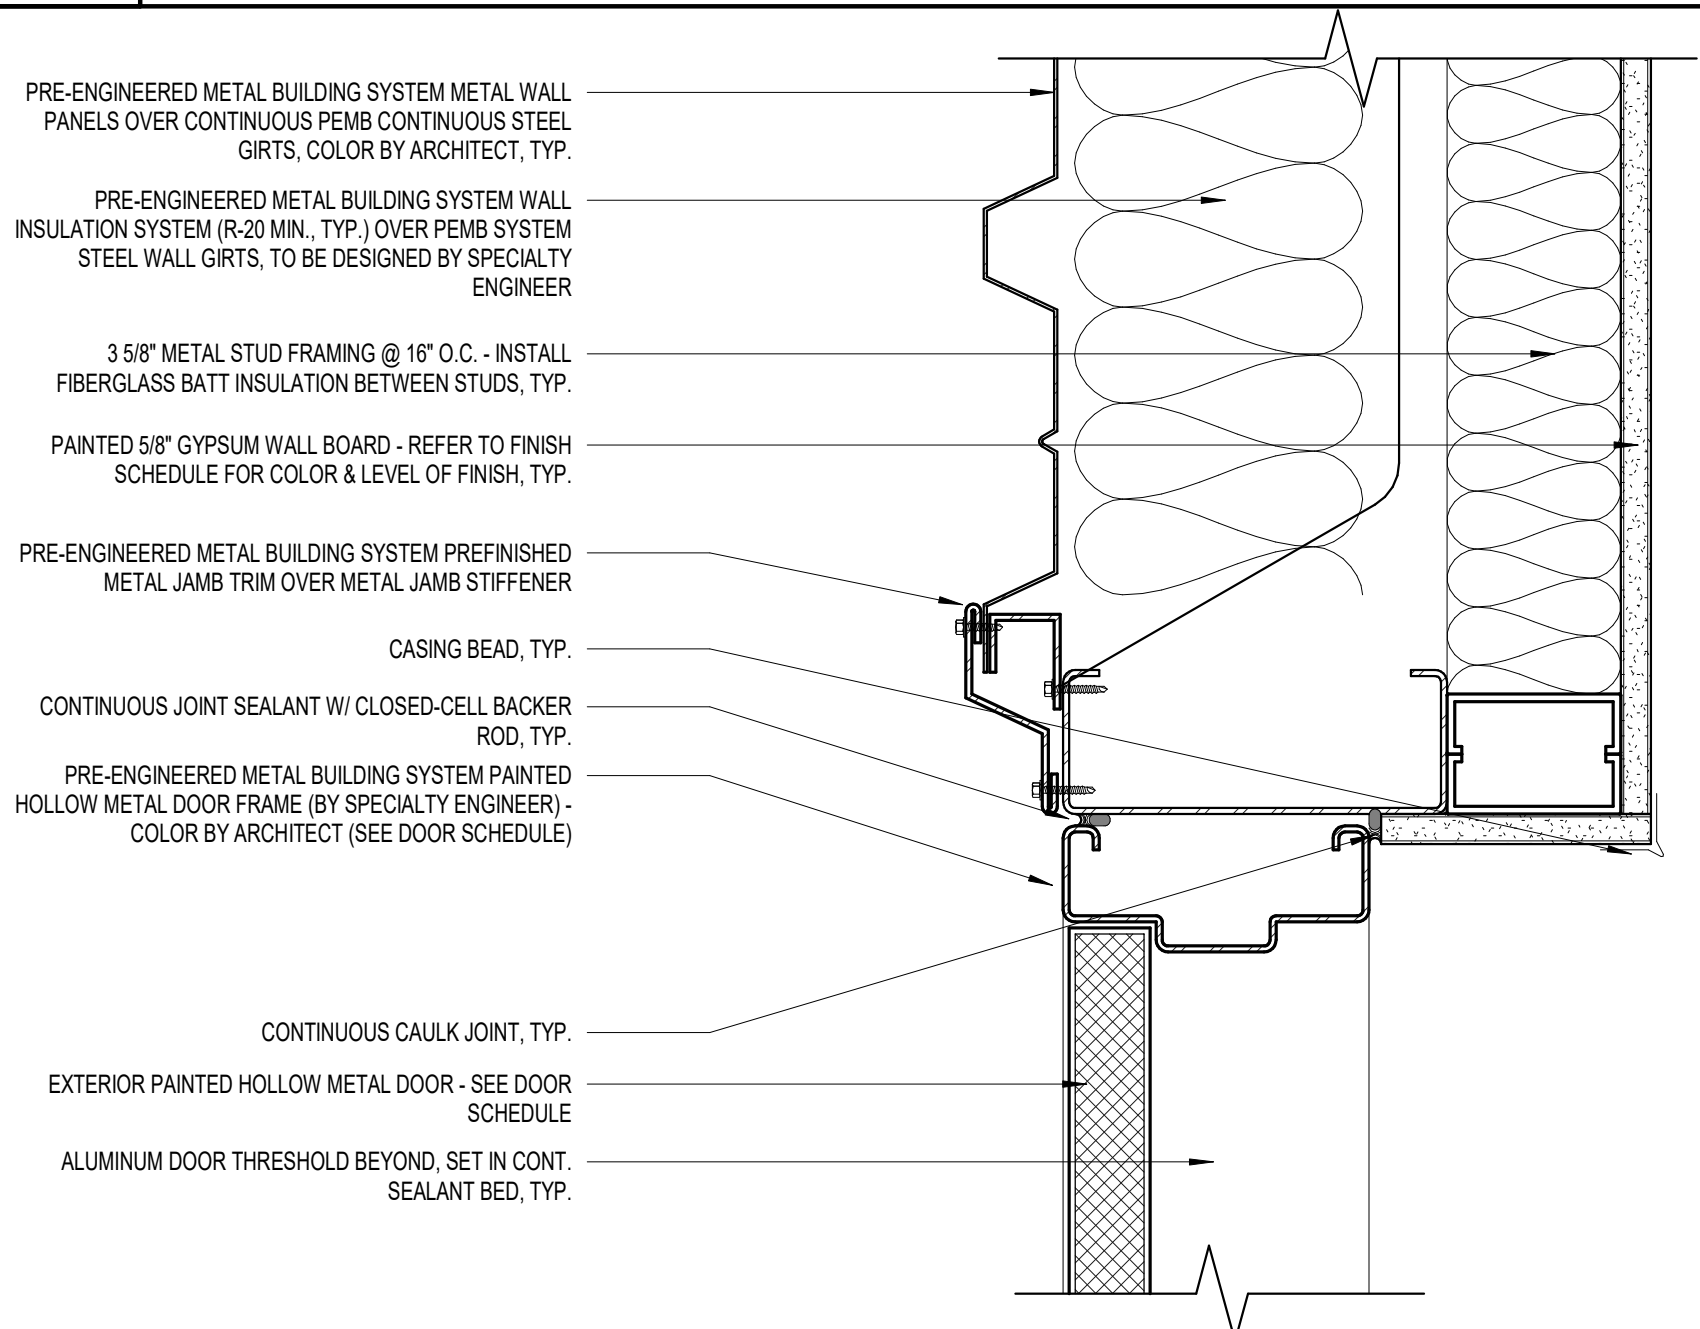 PRE-ENGINEERED METAL BUILDING SYSTEM METAL WALL
PANELS OVER CONTINUOUS PEMB CONTINUOUS STEEL
GIRTS, COLOR BY ARCHITECT, TYP.
PRE-ENGINEERED METAL BUILDING SYSTEM WALL
INSULATION SYSTEM (R-20 MIN., TYP.) OVER PEMB SYSTEM
STEEL WALL GIRTS, TO BE DESIGNED BY SPECIALTY
ENGINEER
3 5/8" METAL STUD FRAMING @ 16" O.C. - INSTALL
FIBERGLASS BATT INSULATION BETWEEN STUDS, TYP.
PAINTED 5/8" GYPSUM WALL BOARD - REFER TO FINISH
SCHEDULE FOR COLOR & LEVEL OF FINISH, TYP.
PRE-ENGINEERED METAL BUILDING SYSTEM PREFINISHED
METAL JAMB TRIM OVER METAL JAMB STIFFENER
CASING BEAD, TYP.
CONTINUOUS JOINT SEALANT W/ CLOSED-CELL BACKER
ROD, TYP.
PRE-ENGINEERED METAL BUILDING SYSTEM PAINTED
HOLLOW METAL DOOR FRAME (BY SPECIALTY ENGINEER) -
COLOR BY ARCHITECT (SEE DOOR SCHEDULE)
CONTINUOUS CAULK JOINT, TYP.
EXTERIOR PAINTED HOLLOW METAL DOOR - SEE DOOR
SCHEDULE
ALUMINUM DOOR THRESHOLD BEYOND, SET IN CONT.
SEALANT BED, TYP.